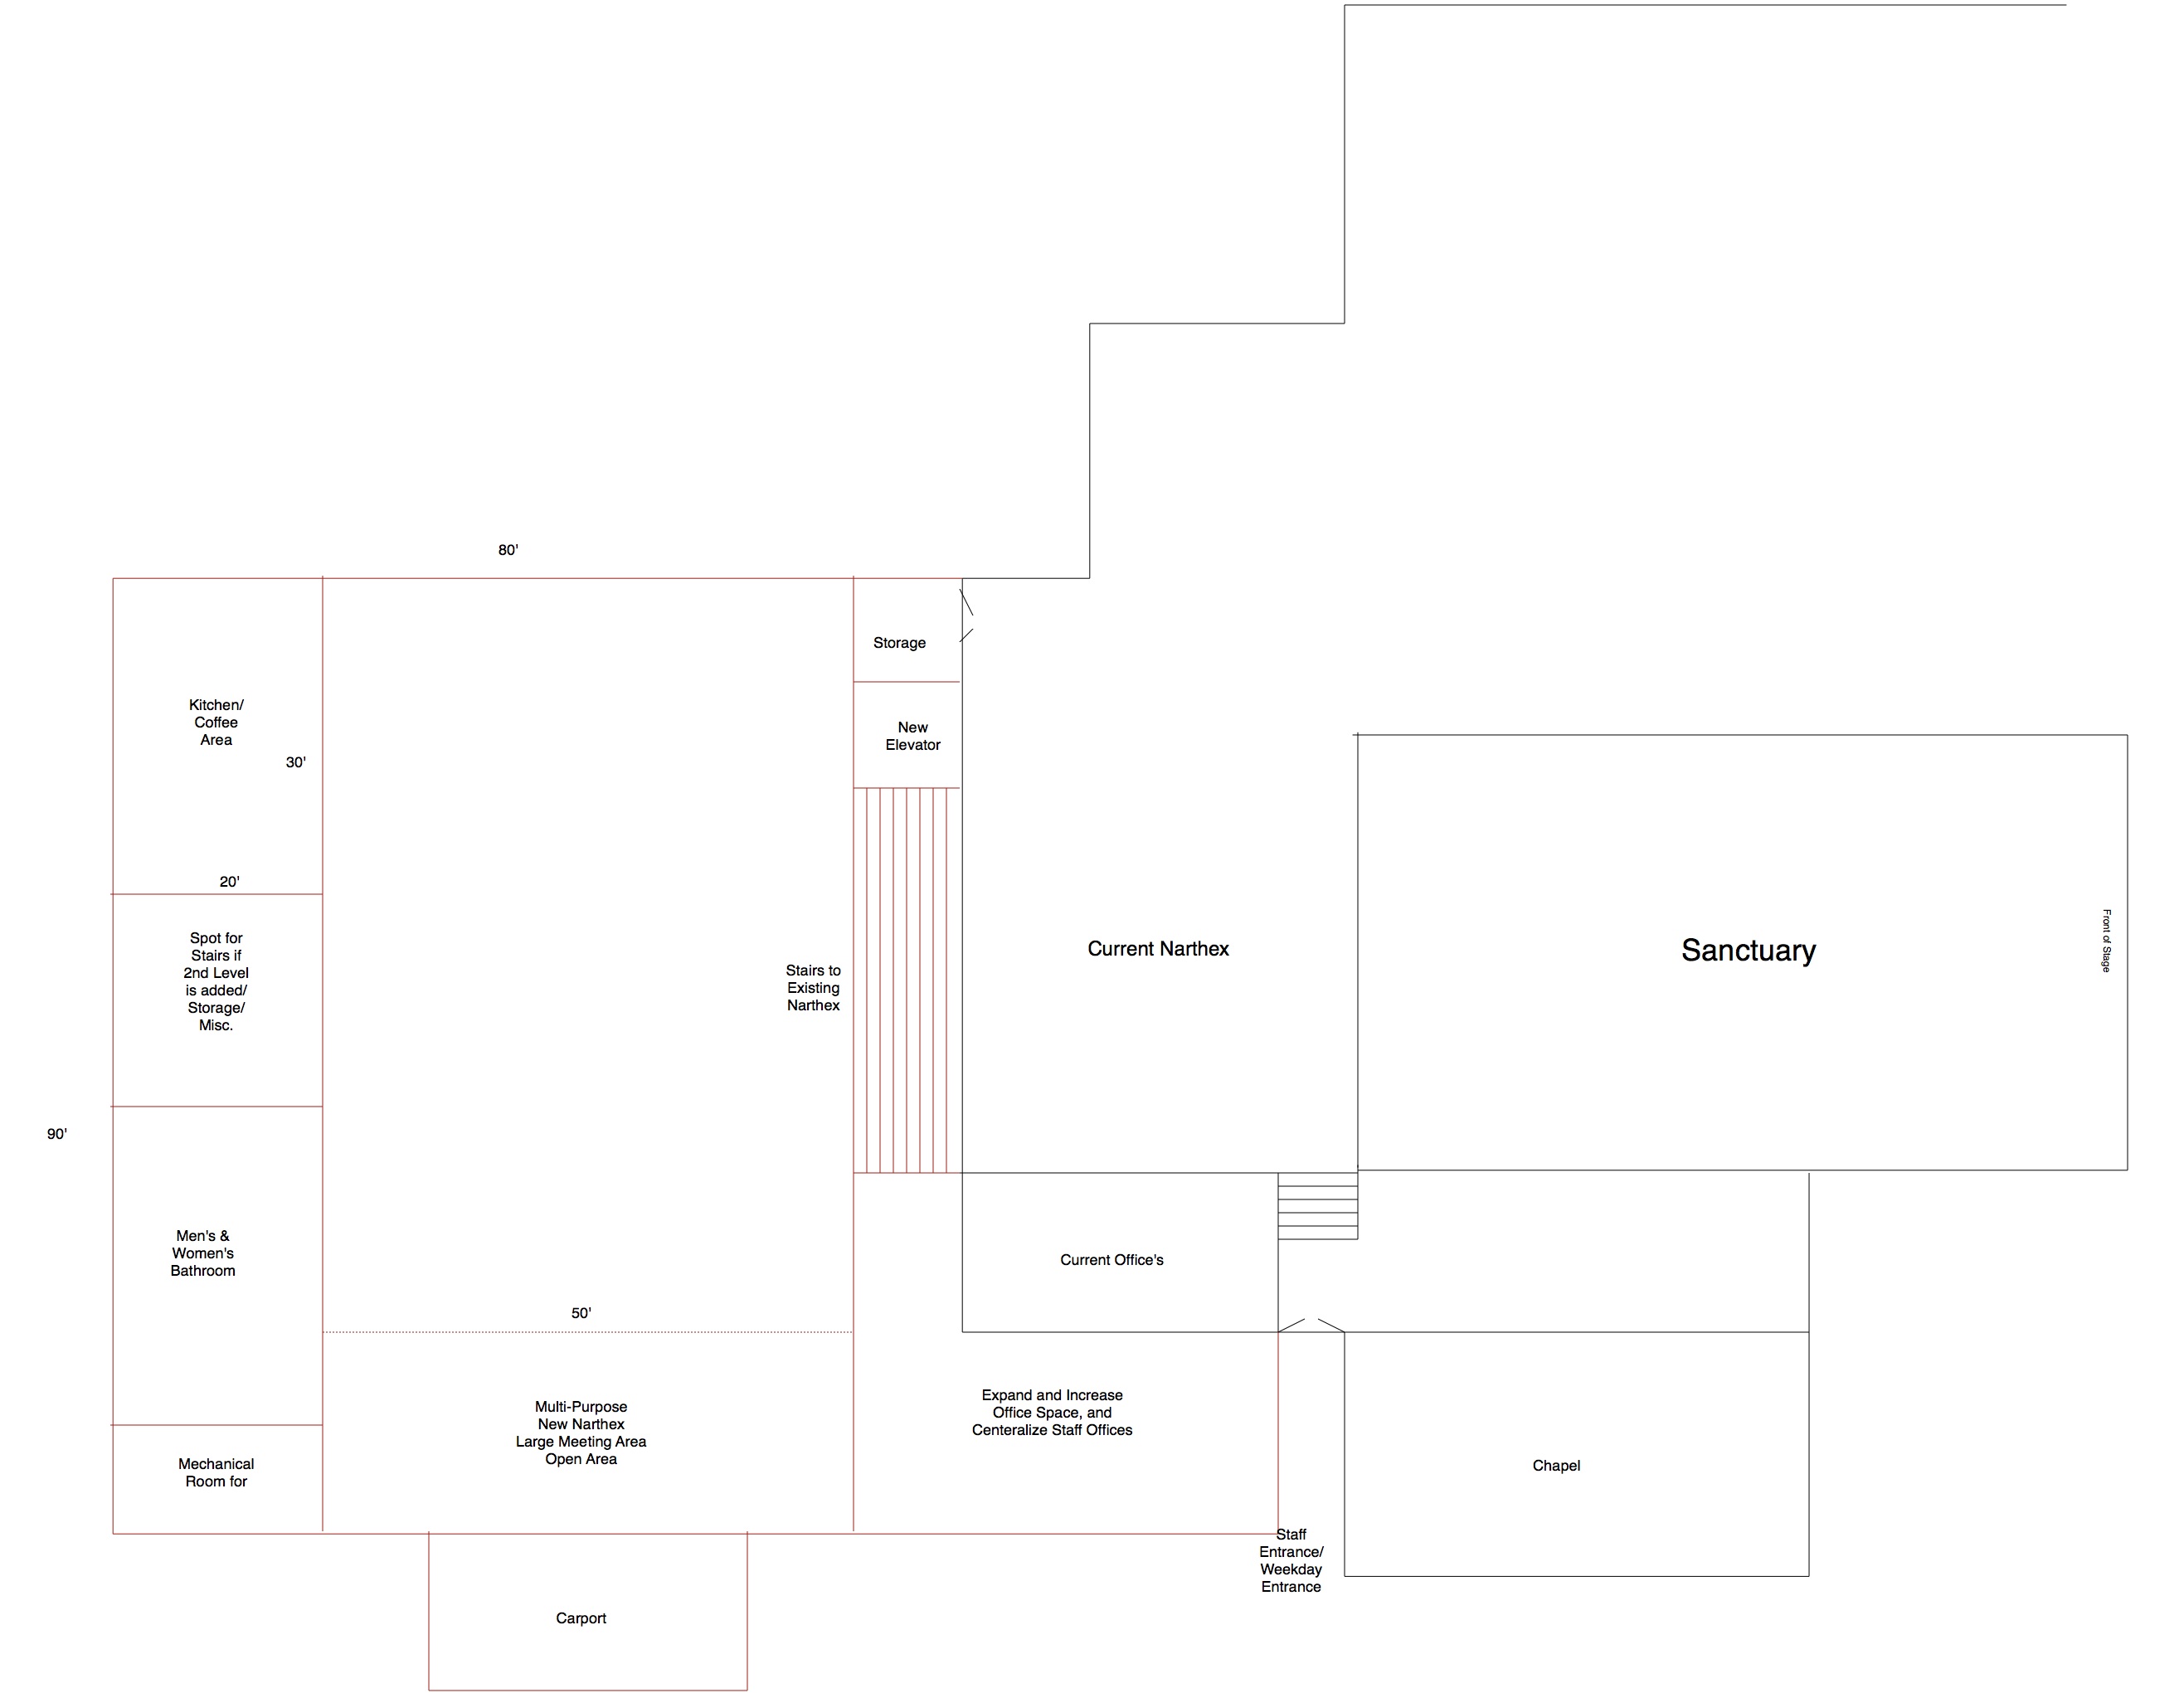 80'
Storage
Kitchen/
Coffee
Area
30'
New
Elevator
20'
Spot for
Stairs if
2nd Level
is added/
Storage/
Misc.
Stairs to
Existing
Narthex
Current Narthex
Sanctuary
Front of Stage
90'
Men's &
Women's
Bathroom
Current Office's
50'
Multi-Purpose
New Narthex
Large Meeting Area
Open Area
Expand and Increase
Office Space, and
Centeralize Staff Offices
Mechanical
Room for
Chapel
Staff
Entrance/
Weekday
Entrance
Carport